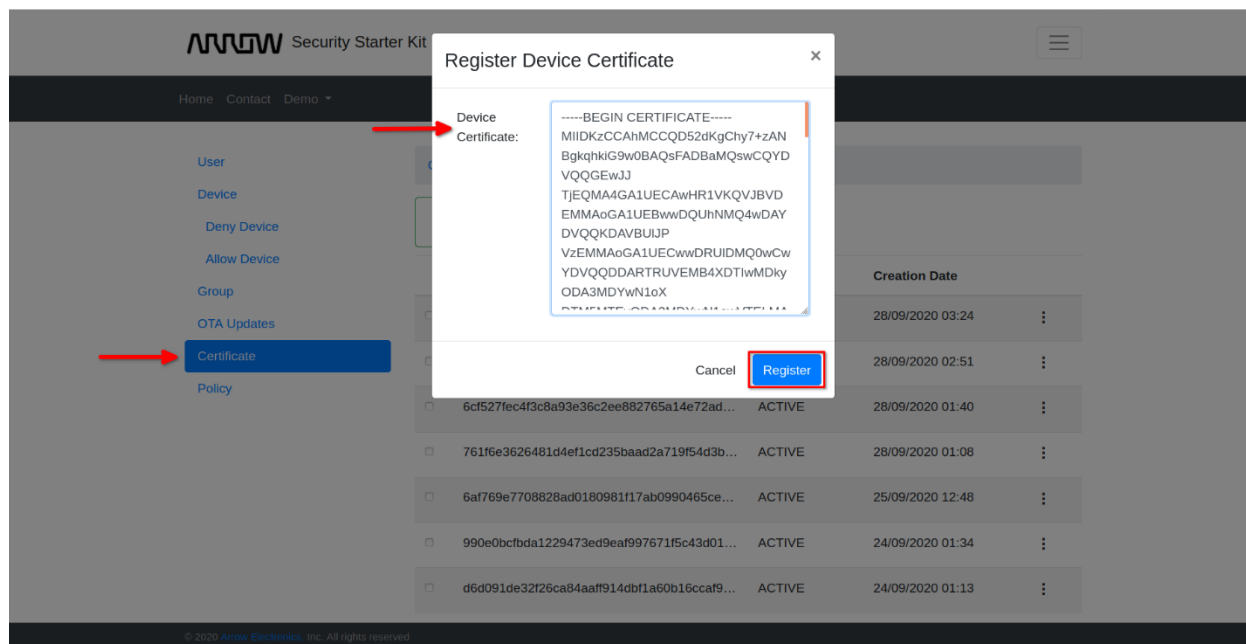 ARROW Security Starter Kit
Register Device Certificate
×
Home Contact Demo
Device
Certificate:
-----BEGIN CERTIFICATE-----
MIIDKzCCAhMCCQD52dKgChy7+zAN
BgkqhkiG9w0BAQsFADBaMQswCQYD
VQQGEwJJ
TjEQMA4GA1UECAwHR1VKQVJBVD
EMMAoGA1UEBwwDQUhNMQ4wDAY
DVQQKDAVBUlJP
VzEMMAoGA1UECwwDRUlDMQ0wCw
YDVQQDDARTRUVEMB4XDTIwMDky
ODA3MDYwN1oX
User
Device
Deny Device
Allow Device
Group
OTA Updates
Certificate
Policy
Cancel
Register
Creation Date
28/09/2020 03:24
28/09/2020 02:51
6cf527fec4f3c8a93e36c2ee882765a14e72ad... ACTIVE 28/09/2020 01:40
761f6e3626481d4ef1cd235baad2a719f54d3b... ACTIVE 28/09/2020 01:08
6af769e7708828ad0180981f17ab0990465ce... ACTIVE 25/09/2020 12:48
990e0bcfbda1229473ed9eaf997671f5c43d01... ACTIVE 24/09/2020 01:34
d6d091de32f26ca84aaff914dbf1a60b16ccaf9... ACTIVE 24/09/2020 01:13
© 2020 Arrow Electronics, Inc. All rights reserved